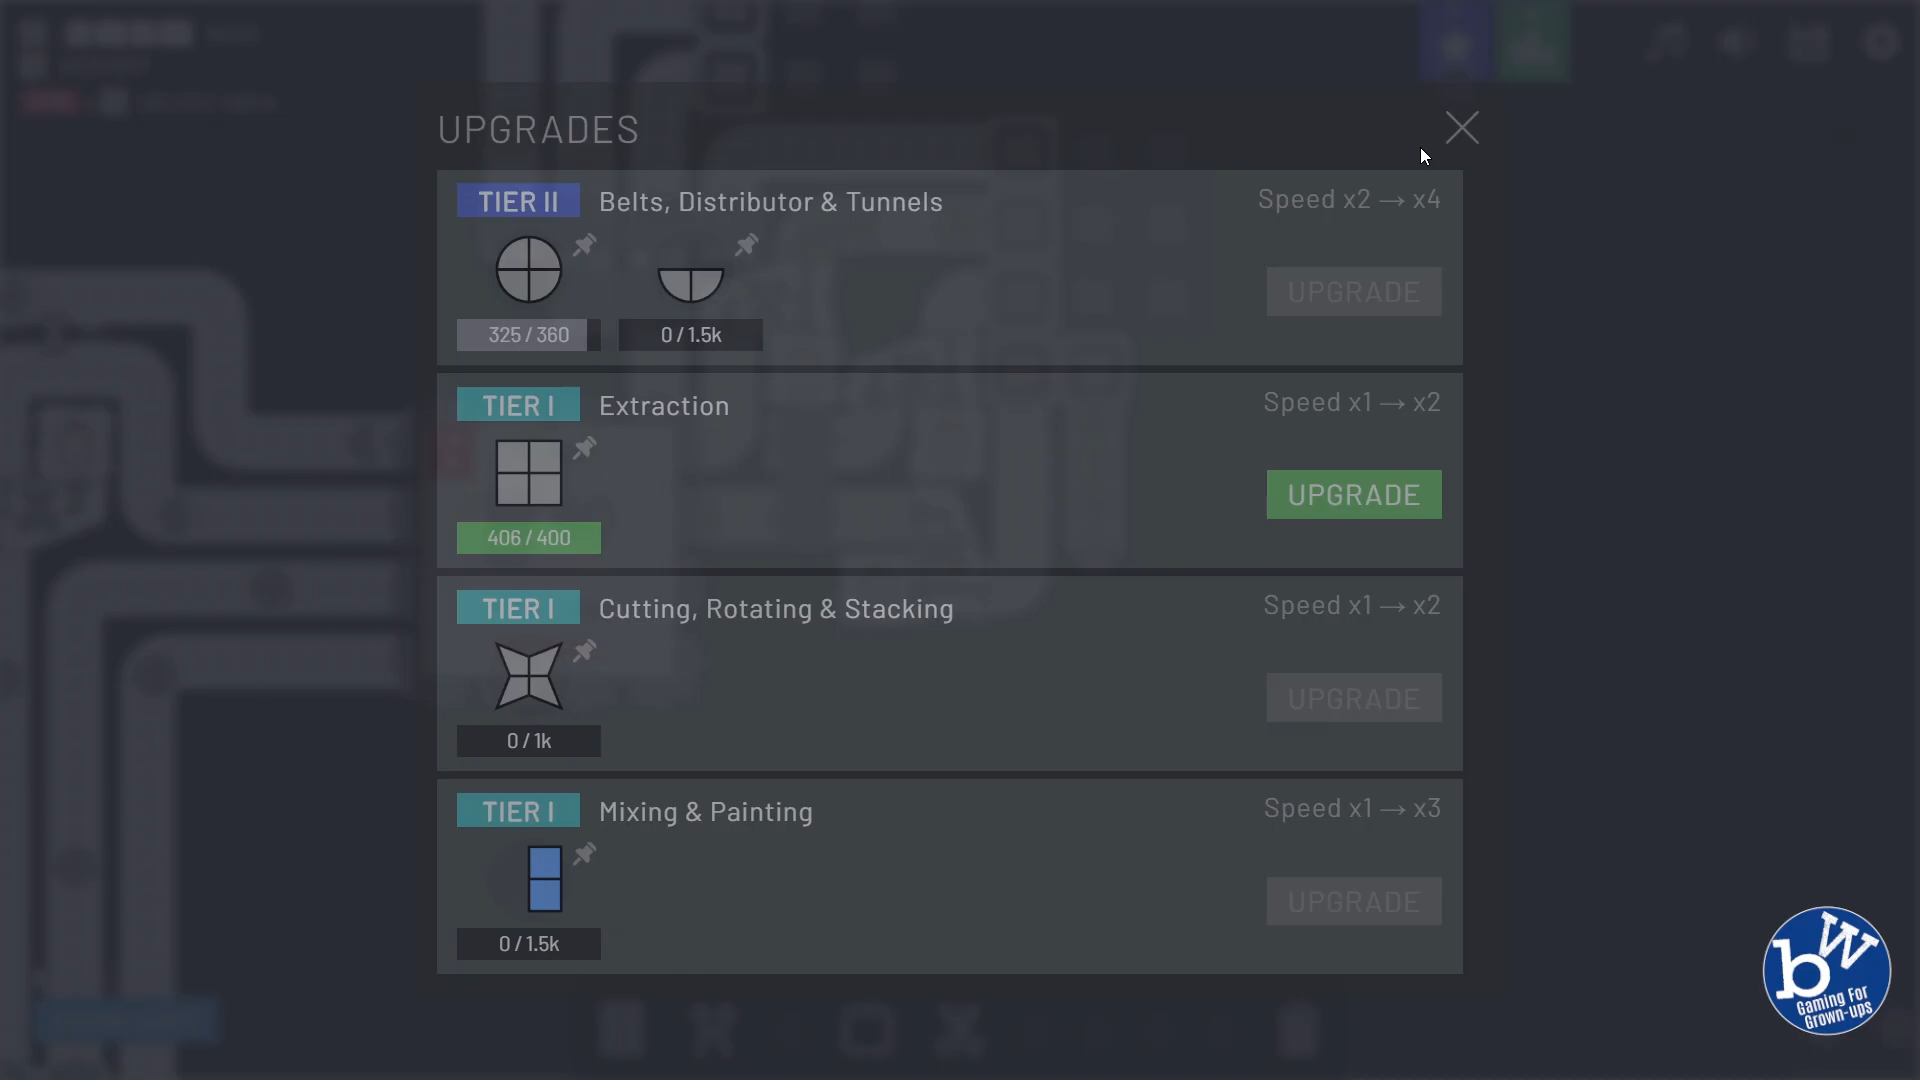 UPGRADES
TIER II Belts, Distributor & Tunnels Speed x2 → x4
UPGRADE
325 / 360 0 / 1.5k
TIER I Extraction Speed x1 → x2
UPGRADE
406 / 400
TIER I Cutting, Rotating & Stacking Speed x1 → x2
UPGRADE
0 / 1k
TIER I Mixing & Painting Speed x1 → x3
UPGRADE
0 / 1.5k
bW
Gaming For
Grown-ups